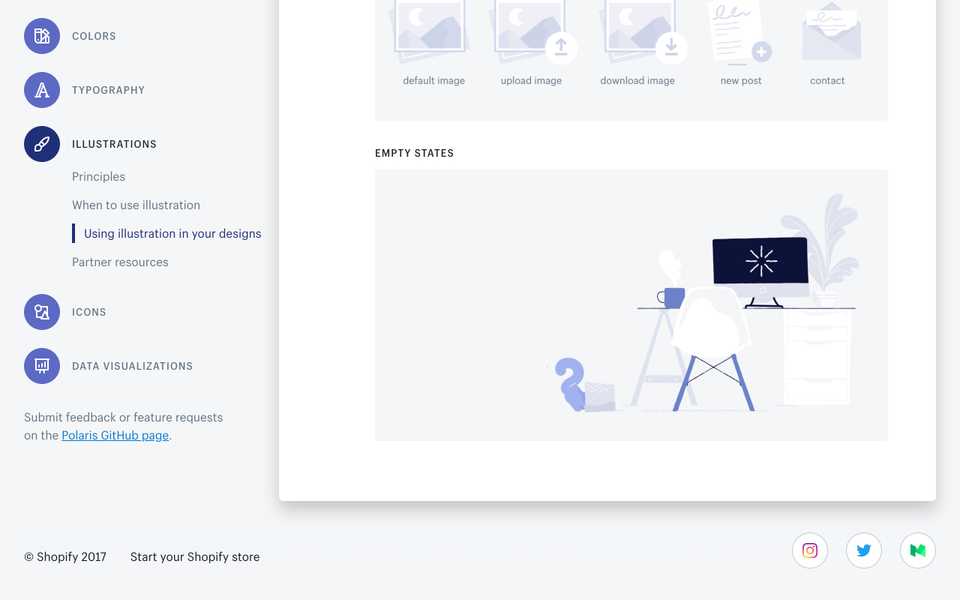 COLORS
TYPOGRAPHY
ILLUSTRATIONS
Principles
When to use illustration
Using illustration in your designs
Partner resources
ICONS
DATA VISUALIZATIONS
Submit feedback or feature requests
on the Polaris GitHub page.
default image
upload image
download image
new post
contact
EMPTY STATES
© Shopify 2017
Start your Shopify store